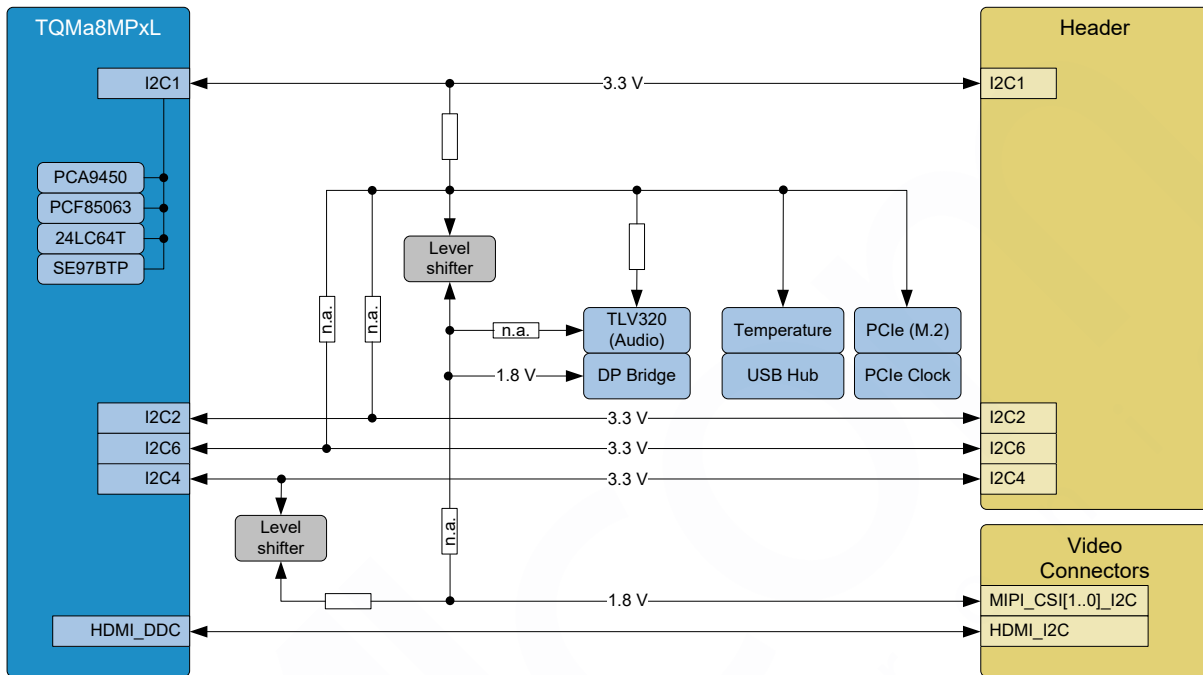 TQMa8MPxL
Header
I2C1
3.3 V
I2C1
PCA9450
PCF85063
24LC64T
SE97BTP
Level
shifter
n.a.
n.a.
n.a.
TLV320
(Audio)
Temperature
PCIe (M.2)
1.8 V
DP Bridge
USB Hub
PCIe Clock
I2C2
3.3 V
I2C2
I2C6
3.3 V
I2C6
I2C4
3.3 V
I2C4
Level
shifter
n.a.
Video
Connectors
1.8 V
MIPI_CSI[1..0]_I2C
HDMI_DDC
HDMI_I2C